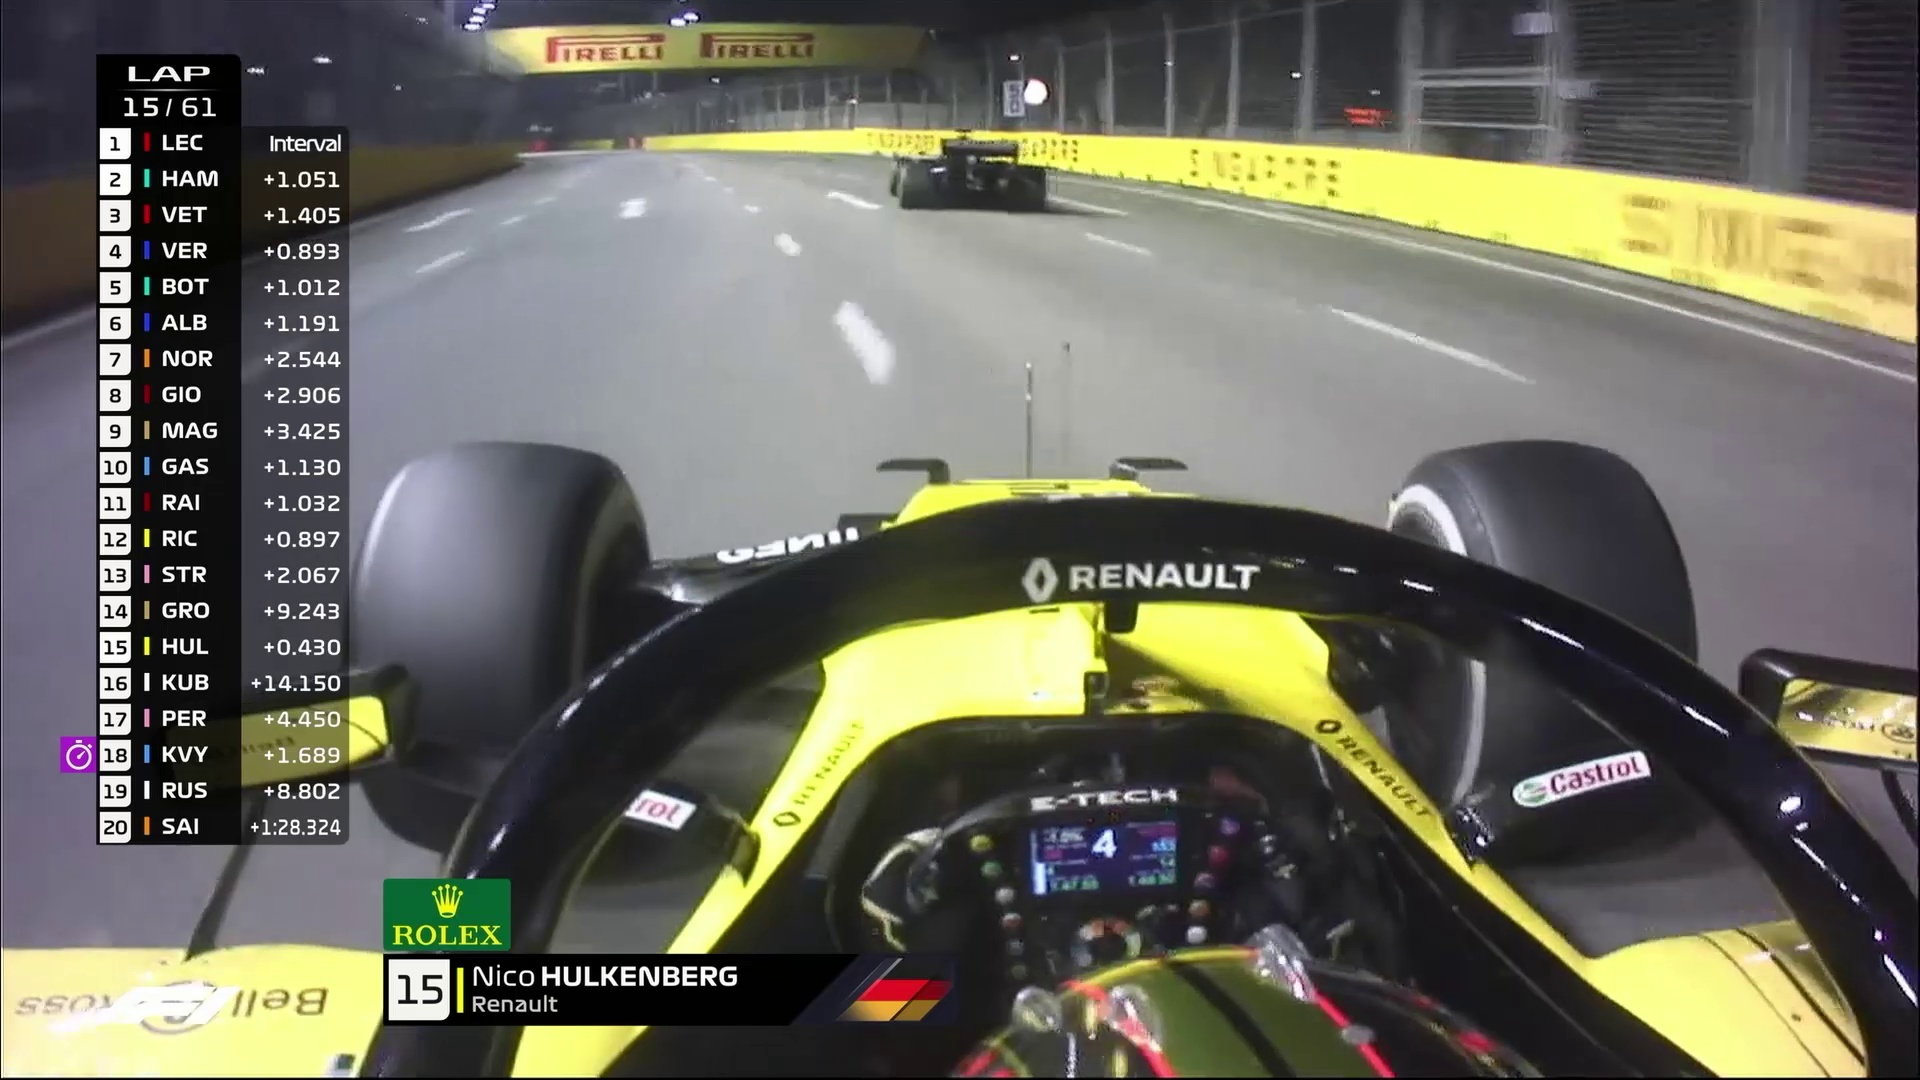 PIRELLI PIRELLI
LAP
15/61
1 LEC Interval
2 HAM +1.051
3 VET +1.405
4 VER +0.893
5 BOT +1.012
6 ALB +1.191
7 NOR +2.544
8 GIO +2.906
9 MAG +3.425
10 GAS +1.130
11 RAI +1.032
12 RIC +0.897
13 STR +2.067
14 GRO +9.243
15 HUL +0.430
16 KUB +14.150
17 PER +4.450
18 KVY +1.689
19 RUS +8.802
20 SAI +1:28.324
SINGAPORE
RENAULT
RENAULT
RENAULT
Castrol
rol
E-TECH
4
ROLEX
15 Nico HULKENBERG
Renault
Bell Ross